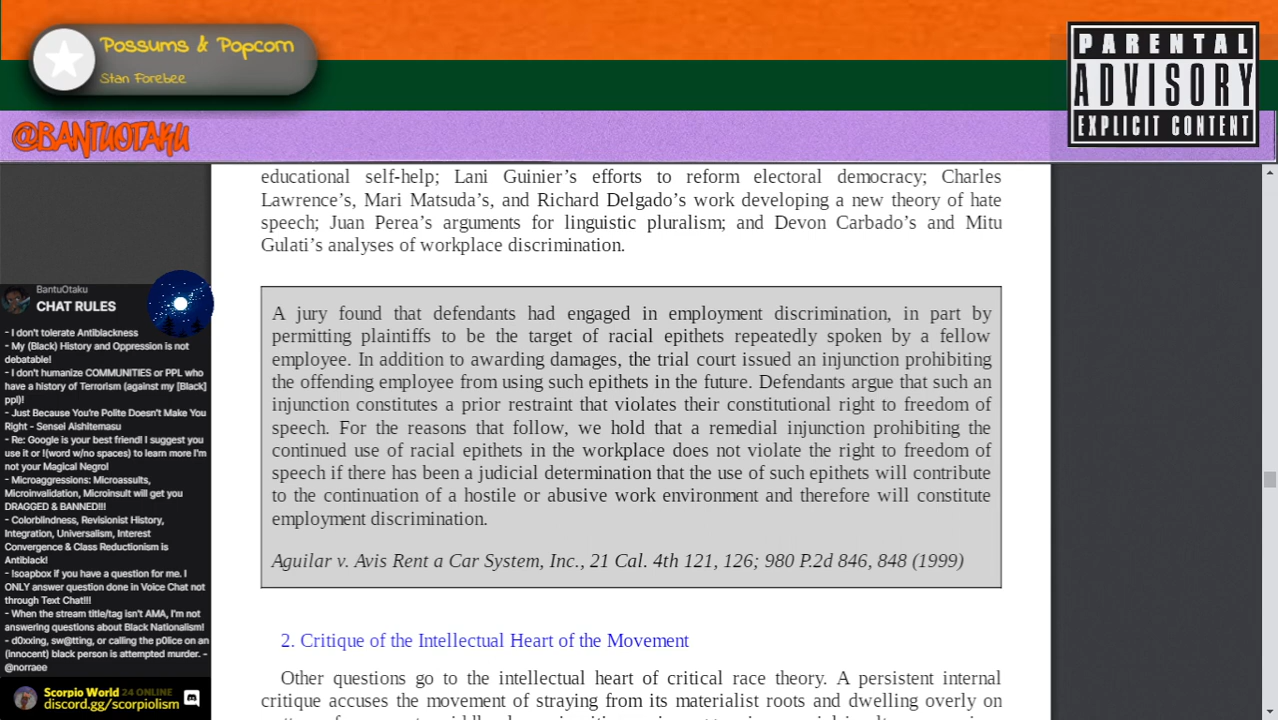 Possums & Popcorn
Stan Forebee
PARENTAL
ADVISORY
EXPLICIT CONTENT
@BANTUOTAKU
educational self-help; Lani Guinier’s efforts to reform electoral democracy; Charles
Lawrence’s, Mari Matsuda’s, and Richard Delgado’s work developing a new theory of hate
speech; Juan Perea’s arguments for linguistic pluralism; and Devon Carbado’s and Mitu
Gulati’s analyses of workplace discrimination.
A jury found that defendants had engaged in employment discrimination, in part by
permitting plaintiffs to be the target of racial epithets repeatedly spoken by a fellow
employee. In addition to awarding damages, the trial court issued an injunction prohibiting
the offending employee from using such epithets in the future. Defendants argue that such an
injunction constitutes a prior restraint that violates their constitutional right to freedom of
speech. For the reasons that follow, we hold that a remedial injunction prohibiting the
continued use of racial epithets in the workplace does not violate the right to freedom of
speech if there has been a judicial determination that the use of such epithets will contribute
to the continuation of a hostile or abusive work environment and therefore will constitute
employment discrimination.
Aguilar v. Avis Rent a Car System, Inc., 21 Cal. 4th 121, 126; 980 P.2d 846, 848 (1999)
2. Critique of the Intellectual Heart of the Movement
Other questions go to the intellectual heart of critical race theory. A persistent internal
critique accuses the movement of straying from its materialist roots and dwelling overly on
BantuOtaku
CHAT RULES
- I don't tolerate Antiblackness
- My (Black) History and Oppression is not
debatable!
- I don't humanize COMMUNITIES or PPL who
have a history of Terrorism (against my [Black]
ppl)!
- Just Because You're Polite Doesn't Make You
Right - Sensei Aishitemasu
- Re: Google is your best friend! I suggest you
use it or !(word w/no spaces) to learn more I'm
not your Magical Negro!
- Microaggressions: Microassults,
Microinvalidation, Microinsult will get you
DRAGGED & BANNED!!!
- Colorblindness, Revisionist History,
Integration, Universalism, Interest
Convergence & Class Reductionism is
Antiblack!
- !soapbox if you have a question for me. I
ONLY answer question done in Voice Chat not
through Text Chat!!!
- When the stream title/tag isn't AMA, I'm not
answering questions about Black Nationalism!
- d0xxing, sw@tting, or calling the p0lice on an
(innocent) black person is attempted murder. -
@norraee
Scorpio World 24 ONLINE
discord.gg/scorpiolism